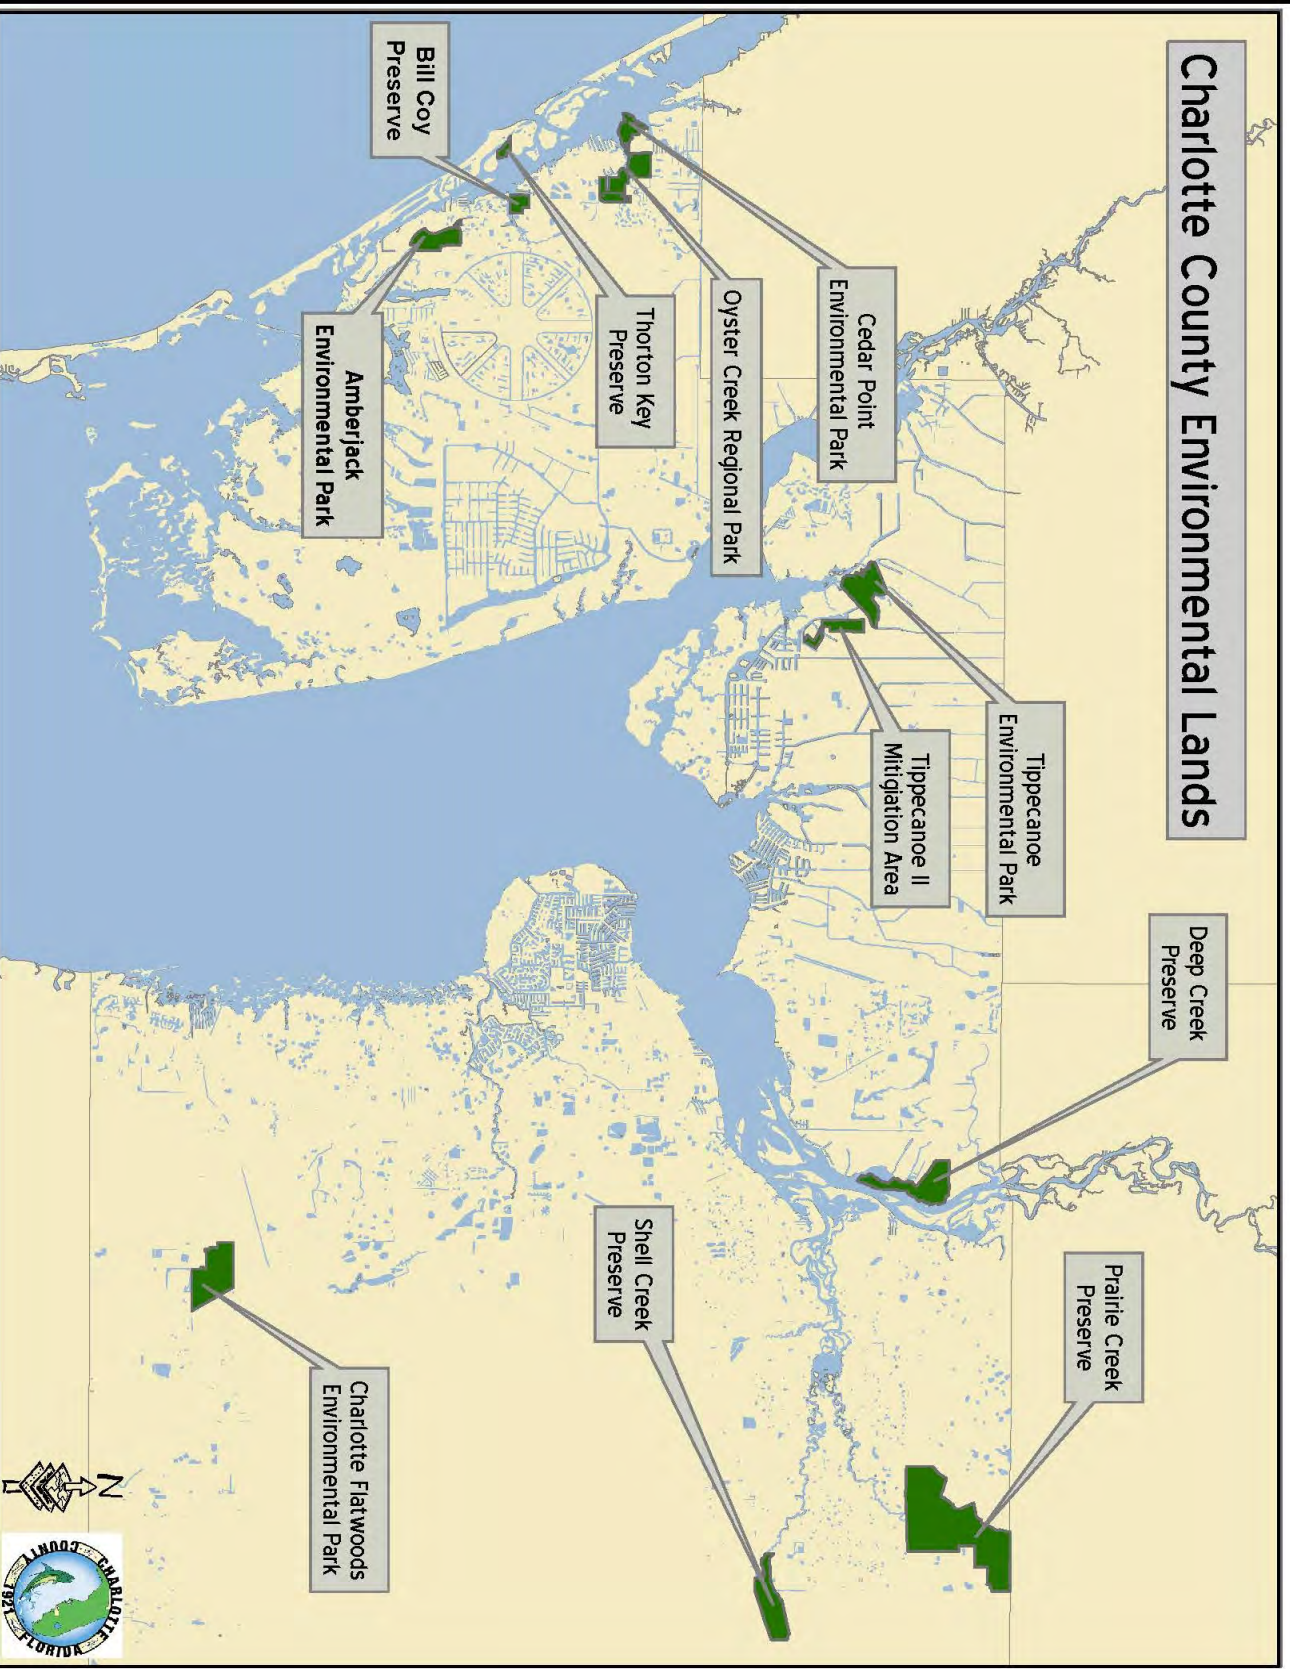 Charlotte County Environmental Lands
Deep Creek
Preserve
Prairie Creek
Preserve
Tippecanoe
Environmental Park
Tippecanoe II
Mitigiation Area
Cedar Point
Environmental Park
Oyster Creek Regional Park
Thorton Key
Preserve
Shell Creek
Preserve
Bill Coy
Preserve
Amberjack
Environmental Park
Charlotte Flatwoods
Environmental Park
N
CHARLOTTE
COUNTY
FLORIDA
1921